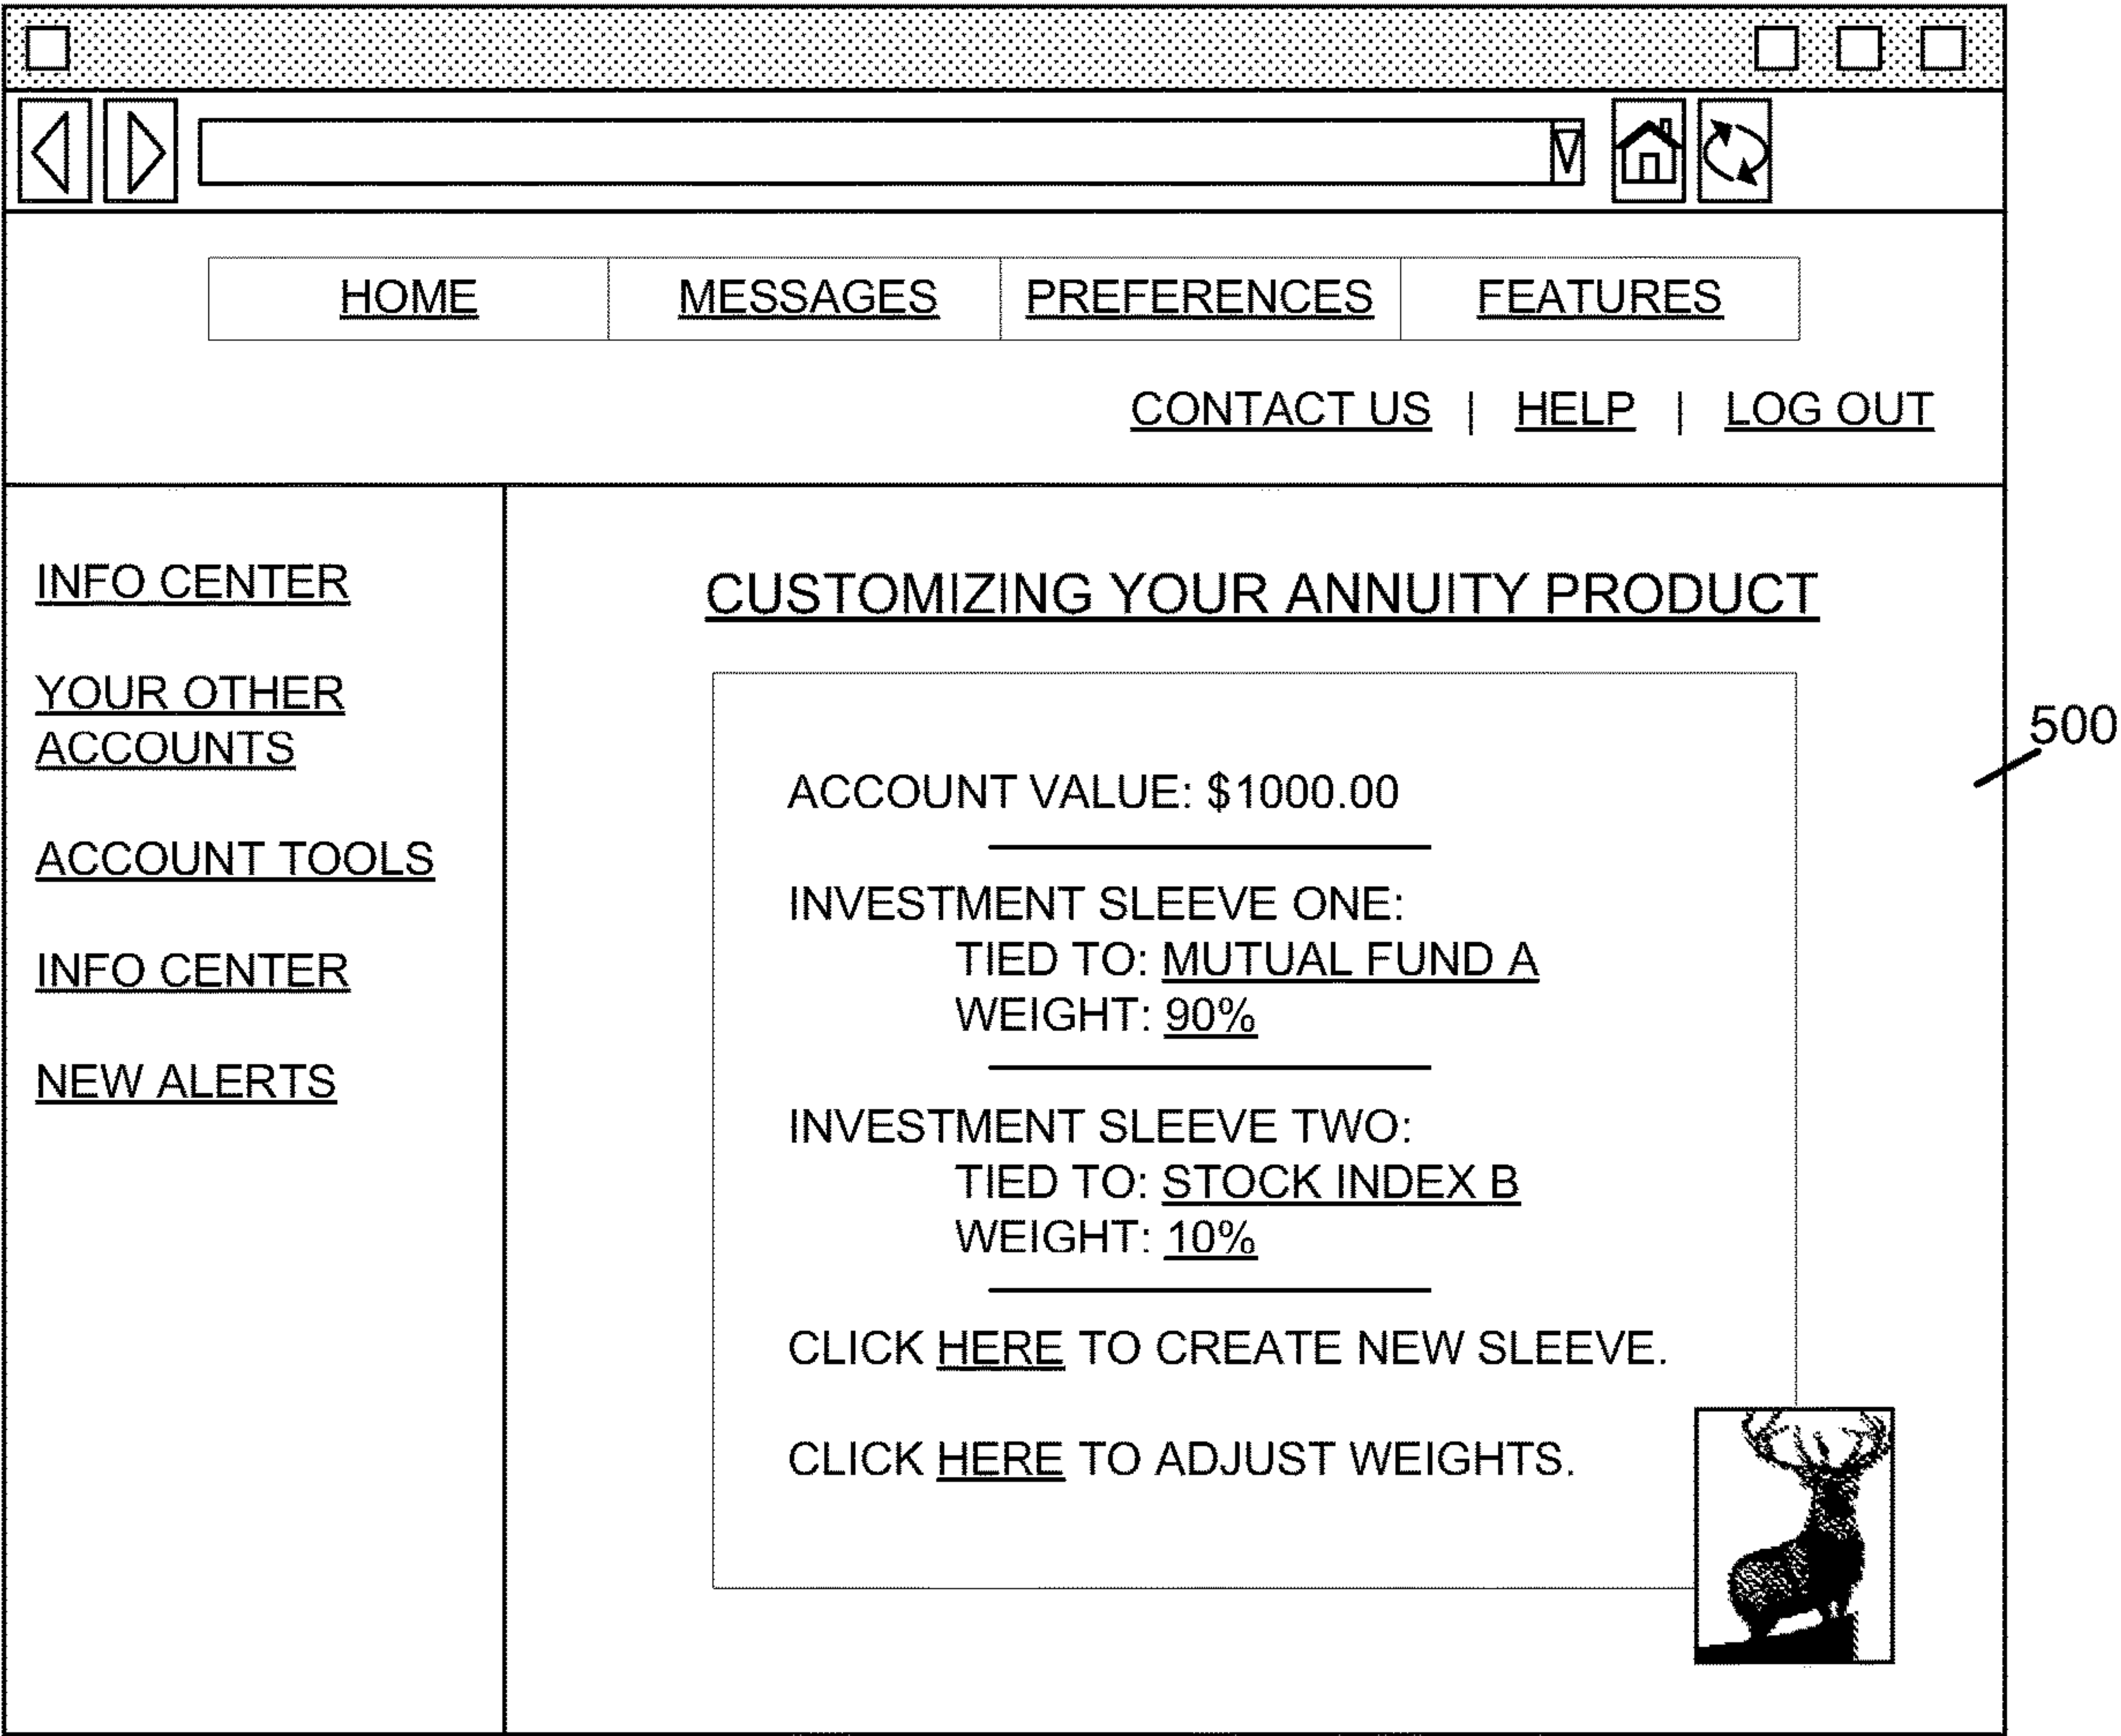 HOME MESSAGES PREFERENCES FEATURES
CONTACT US | HELP | LOG OUT
INFO CENTER
YOUR OTHER
ACCOUNTS
ACCOUNT TOOLS
INFO CENTER
NEW ALERTS
CUSTOMIZING YOUR ANNUITY PRODUCT
ACCOUNT VALUE: $1000.00
INVESTMENT SLEEVE ONE:
TIED TO: MUTUAL FUND A
WEIGHT: 90%
INVESTMENT SLEEVE TWO:
TIED TO: STOCK INDEX B
WEIGHT: 10%
CLICK HERE TO CREATE NEW SLEEVE.
CLICK HERE TO ADJUST WEIGHTS.
500